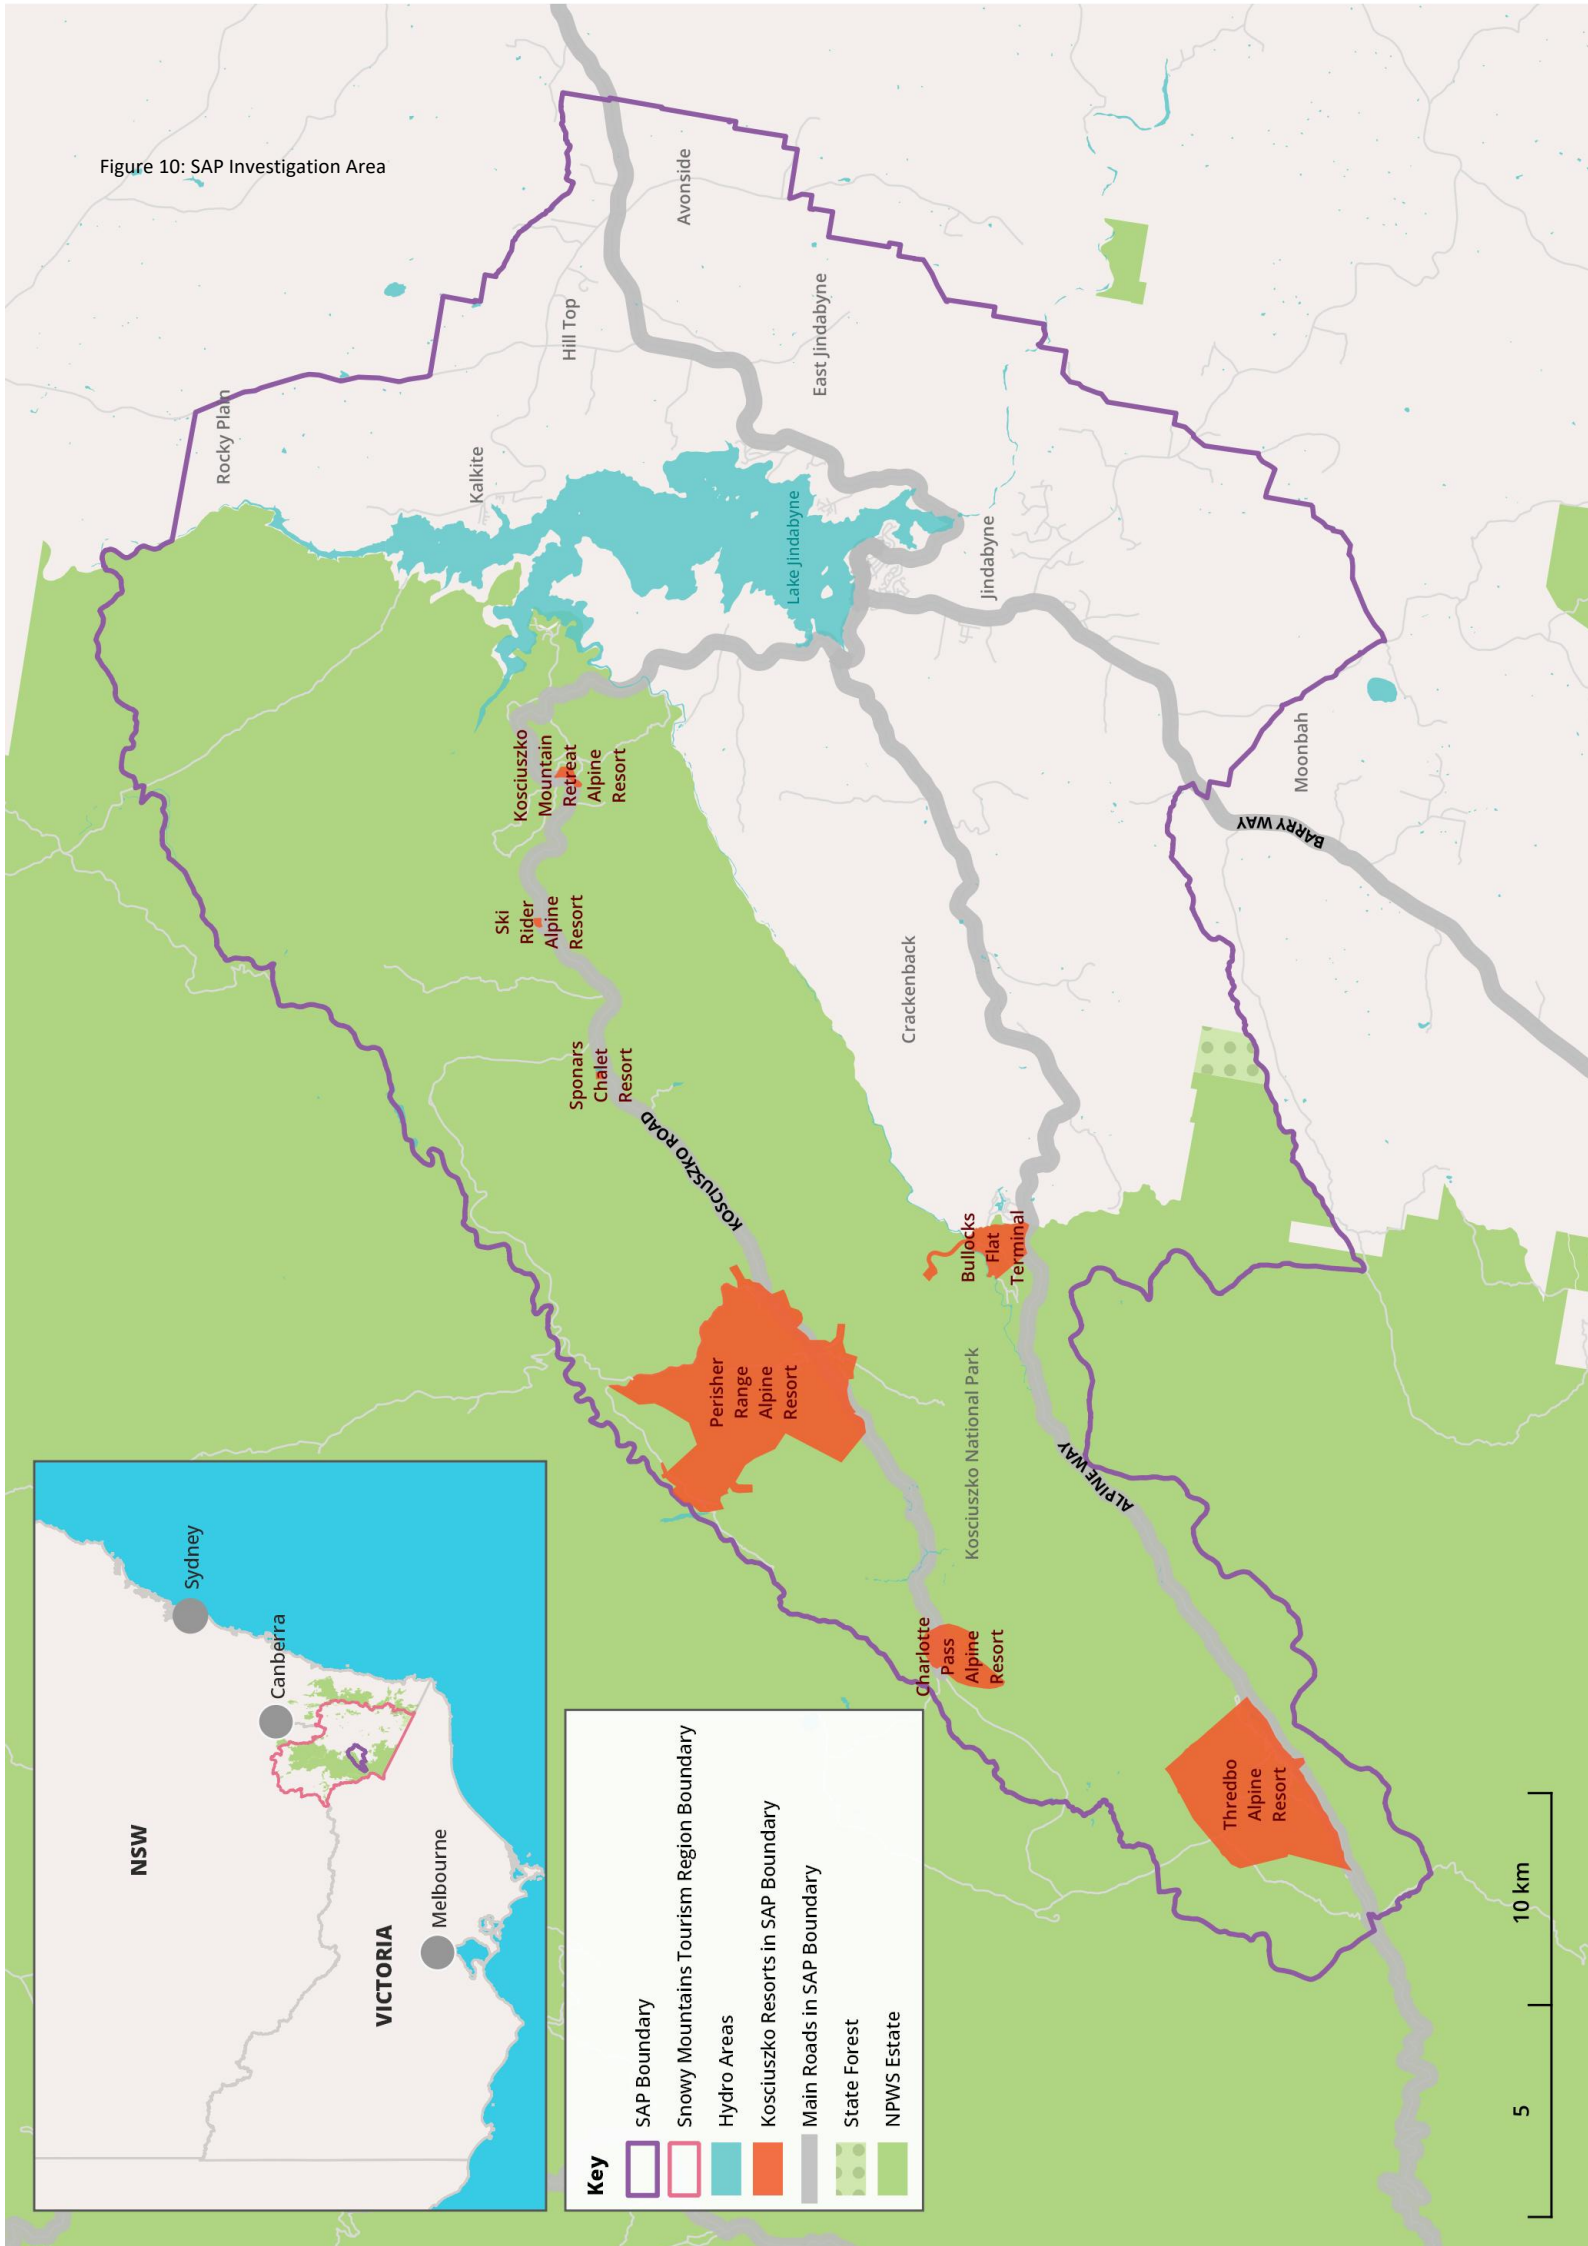 Figure 10: SAP Investigation Area
NSW
Sydney
Canberra
VICTORIA
Melbourne
Key
SAP Boundary
Snowy Mountains Tourism Region Boundary
Hydro Areas
Kosciuszko Resorts in SAP Boundary
Main Roads in SAP Boundary
State Forest
NPWS Estate
Rocky Plain
Kalkite
Hill Top
Avonside
East Jindabyne
Lake Jindabyne
Jindabyne
Kosciuszko
Mountain
Retreat
Alpine
Resort
Ski
Rider
Alpine
Resort
Sponars
Chalet
Resort
KOSCIUSZKO ROAD
Perisher
Range
Alpine
Resort
Crackenback
Bullocks
Flat
Terminal
Kosciuszko National Park
Charlotte
Pass
Alpine
Resort
ALPINE WAY
Thredbo
Alpine
Resort
Moonbah
BARRY WAY
5
10 km